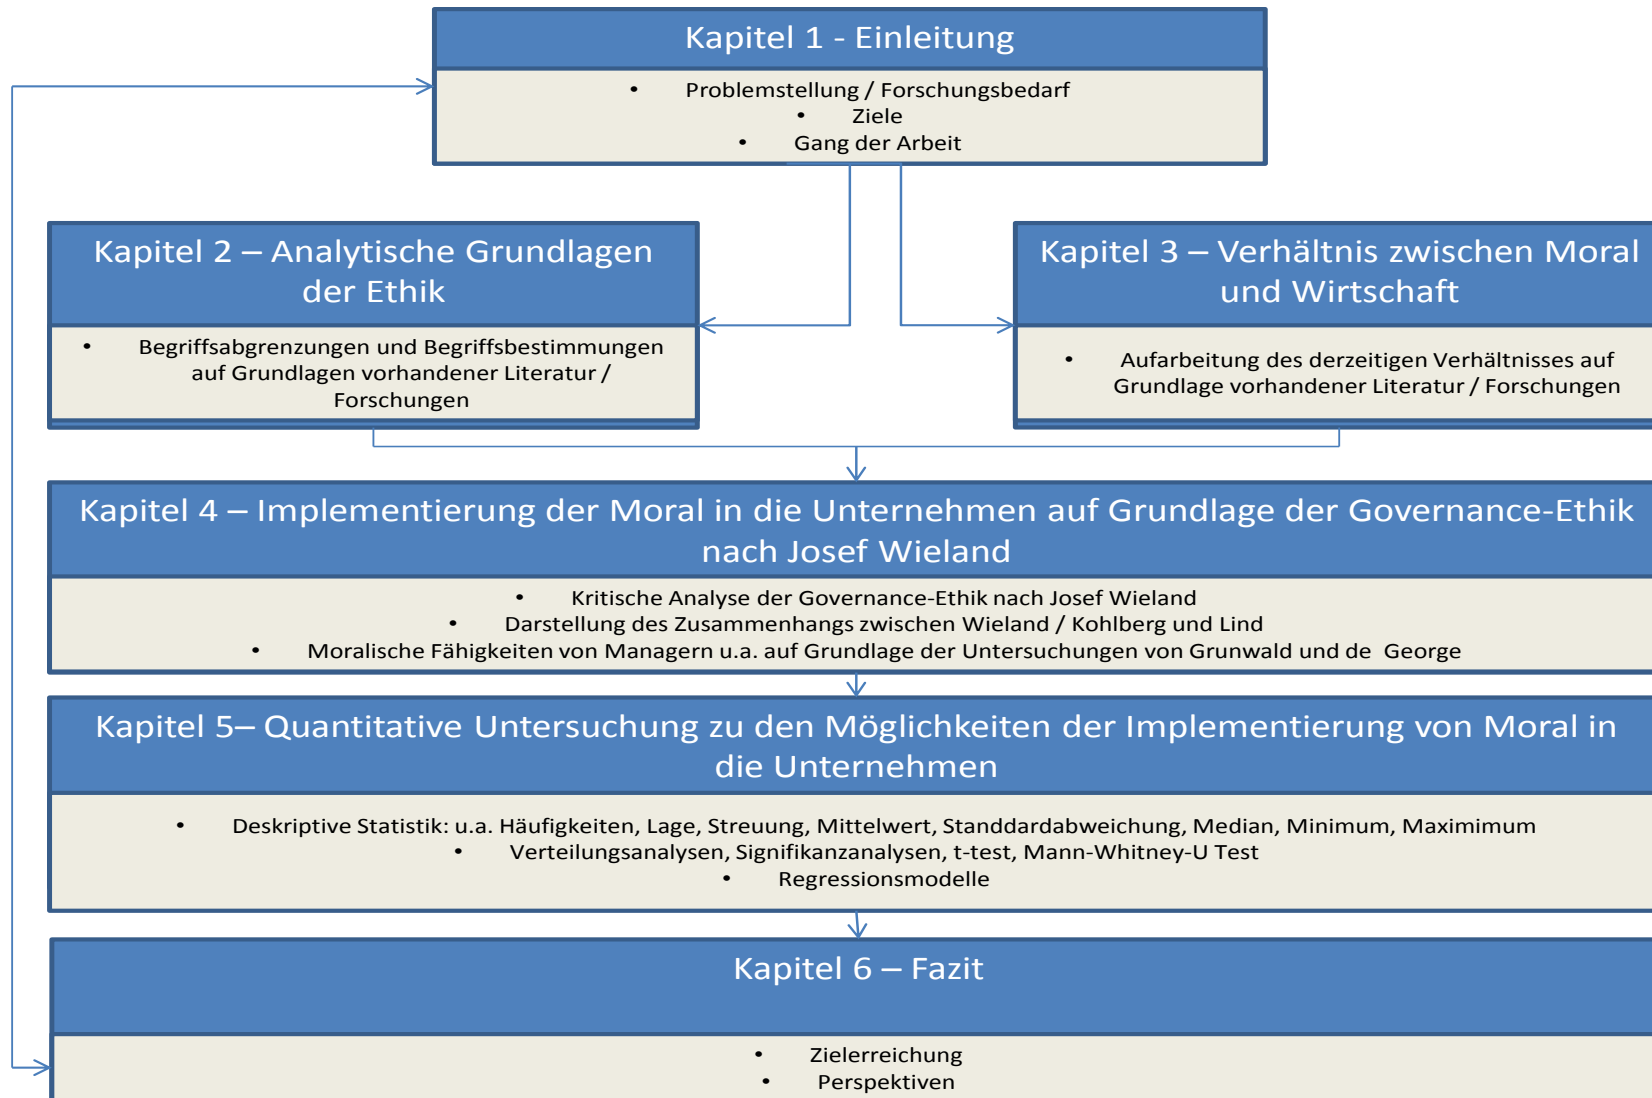 Kapitel 1 - Einleitung
• Problemstellung / Forschungsbedarf
• Ziele
• Gang der Arbeit
Kapitel 2 – Analytische Grundlagen
der Ethik
• Begriffsabgrenzungen und Begriffsbestimmungen
auf Grundlagen vorhandener Literatur /
Forschungen
Kapitel 3 – Verhältnis zwischen Moral
und Wirtschaft
• Aufarbeitung des derzeitigen Verhältnisses auf
Grundlage vorhandener Literatur / Forschungen
Kapitel 4 – Implementierung der Moral in die Unternehmen auf Grundlage der Governance-Ethik
nach Josef Wieland
• Kritische Analyse der Governance-Ethik nach Josef Wieland
• Darstellung des Zusammenhangs zwischen Wieland / Kohlberg und Lind
• Moralische Fähigkeiten von Managern u.a. auf Grundlage der Untersuchungen von Grunwald und de George
Kapitel 5– Quantitative Untersuchung zu den Möglichkeiten der Implementierung von Moral in
die Unternehmen
• Deskriptive Statistik: u.a. Häufigkeiten, Lage, Streuung, Mittelwert, Standdardabweichung, Median, Minimum, Maximimum
• Verteilungsanalysen, Signifikanzanalysen, t-test, Mann-Whitney-U Test
• Regressionsmodelle
Kapitel 6 – Fazit
• Zielerreichung
• Perspektiven